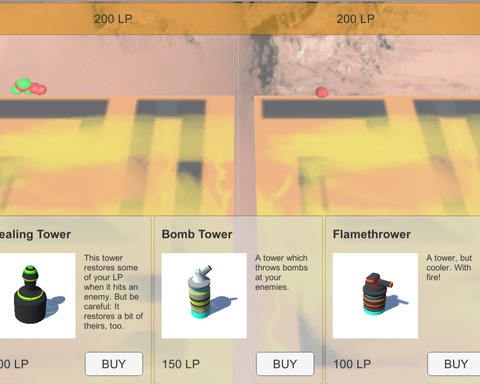 200 LP
200 LP
ealing Tower
This tower
restores some
of your LP
when it hits an
enemy. But be
careful: It
restores a bit of
theirs, too.
00 LP
BUY
Bomb Tower
A tower which
throws bombs
at your
enemies.
150 LP
BUY
Flamethrower
A tower, but
cooler. With
fire!
100 LP
BUY